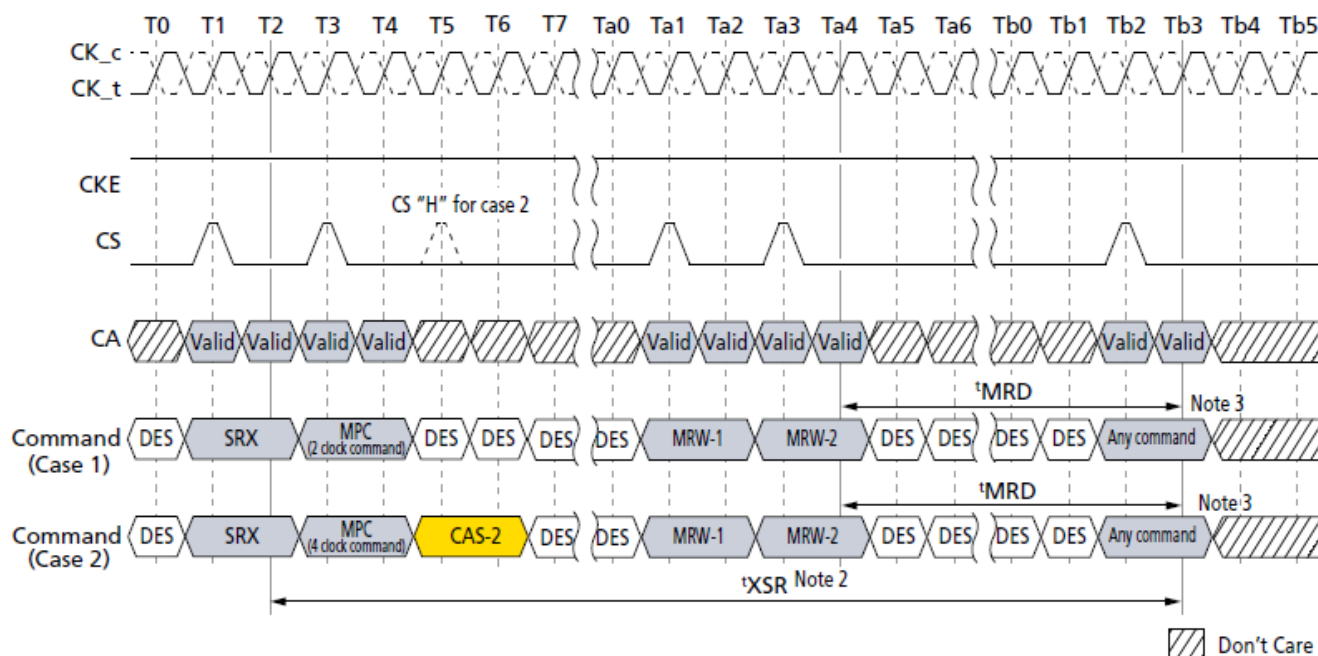 T0 T1 T2 T3 T4 T5 T6 T7 Ta0 Ta1 Ta2 Ta3 Ta4 Ta5 Ta6 Tb0 Tb1 Tb2 Tb3 Tb4 Tb5
CK_c
CK_t
CKE
CS "H" for case 2
CS
CA Valid Valid Valid Valid Valid Valid Valid Valid Valid Valid
tMRD Note 3
Command (Case 1) DES SRX MPC (2 clock command) DES DES DES DES MRW-1 MRW-2 DES DES DES DES Any command
tMRD Note 3
Command (Case 2) DES SRX MPC (4 clock command) CAS-2 DES DES MRW-1 MRW-2 DES DES DES DES Any command
tXSR Note 2
Don't Care